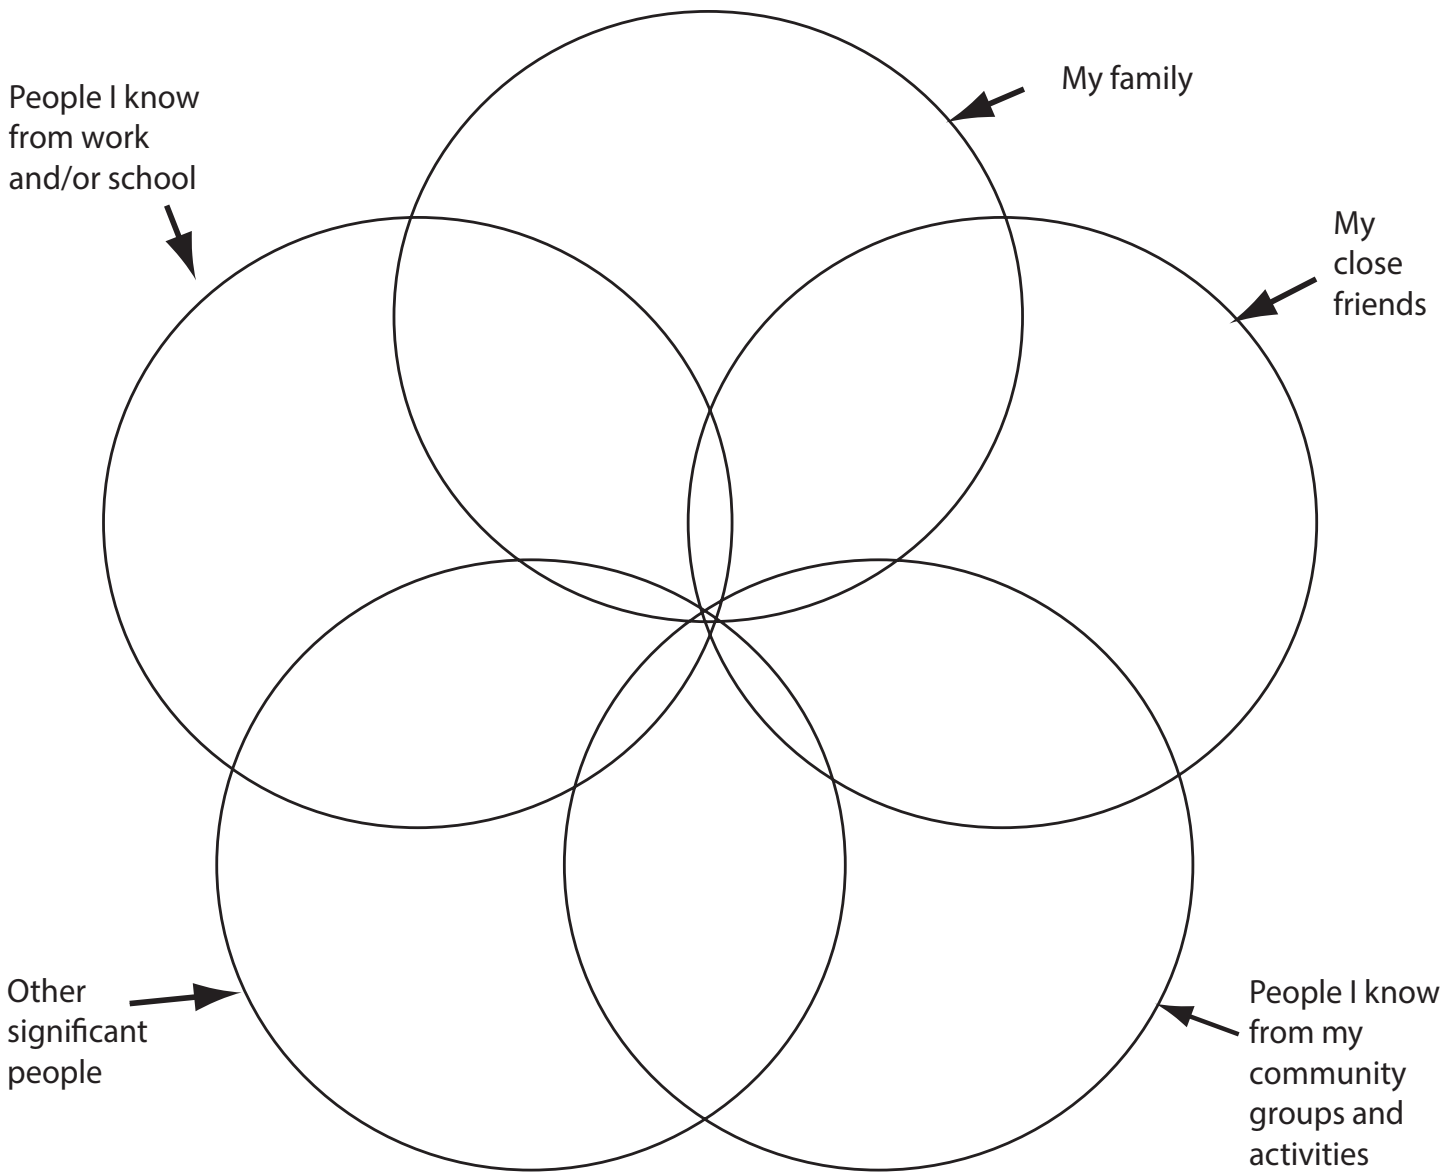 People I know
from work
and/or school
My family
My
close
friends
Other
significant
people
People I know
from my
community
groups and
activities